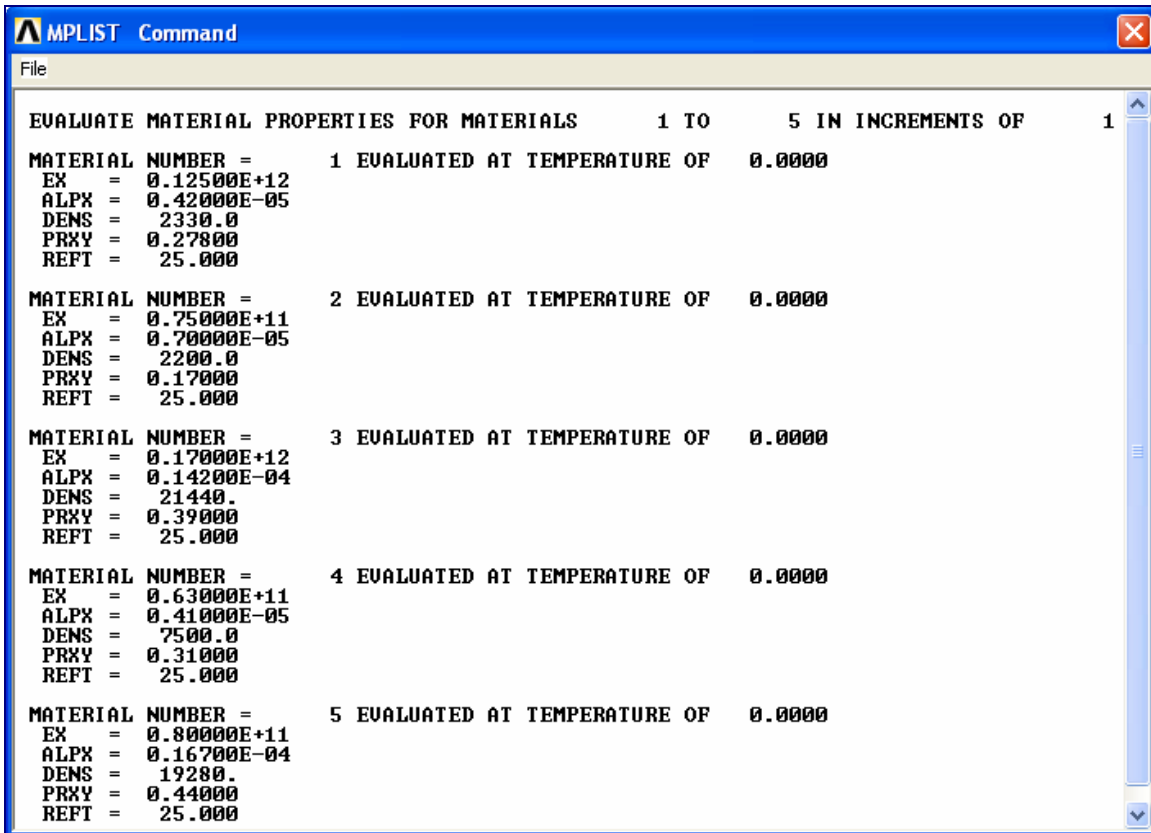 MPLIST Command
File
EVALUATE MATERIAL PROPERTIES FOR MATERIALS 1 TO 5 IN INCREMENTS OF 1
MATERIAL NUMBER = 1 EVALUATED AT TEMPERATURE OF 0.0000
EX = 0.12500E+12
ALPX = 0.42000E-05
DENS = 2330.0
PRXY = 0.27800
REFT = 25.000
MATERIAL NUMBER = 2 EVALUATED AT TEMPERATURE OF 0.0000
EX = 0.75000E+11
ALPX = 0.70000E-05
DENS = 2200.0
PRXY = 0.17000
REFT = 25.000
MATERIAL NUMBER = 3 EVALUATED AT TEMPERATURE OF 0.0000
EX = 0.17000E+12
ALPX = 0.14200E-04
DENS = 21440.
PRXY = 0.39000
REFT = 25.000
MATERIAL NUMBER = 4 EVALUATED AT TEMPERATURE OF 0.0000
EX = 0.63000E+11
ALPX = 0.41000E-05
DENS = 7500.0
PRXY = 0.31000
REFT = 25.000
MATERIAL NUMBER = 5 EVALUATED AT TEMPERATURE OF 0.0000
EX = 0.80000E+11
ALPX = 0.16700E-04
DENS = 19280.
PRXY = 0.44000
REFT = 25.000